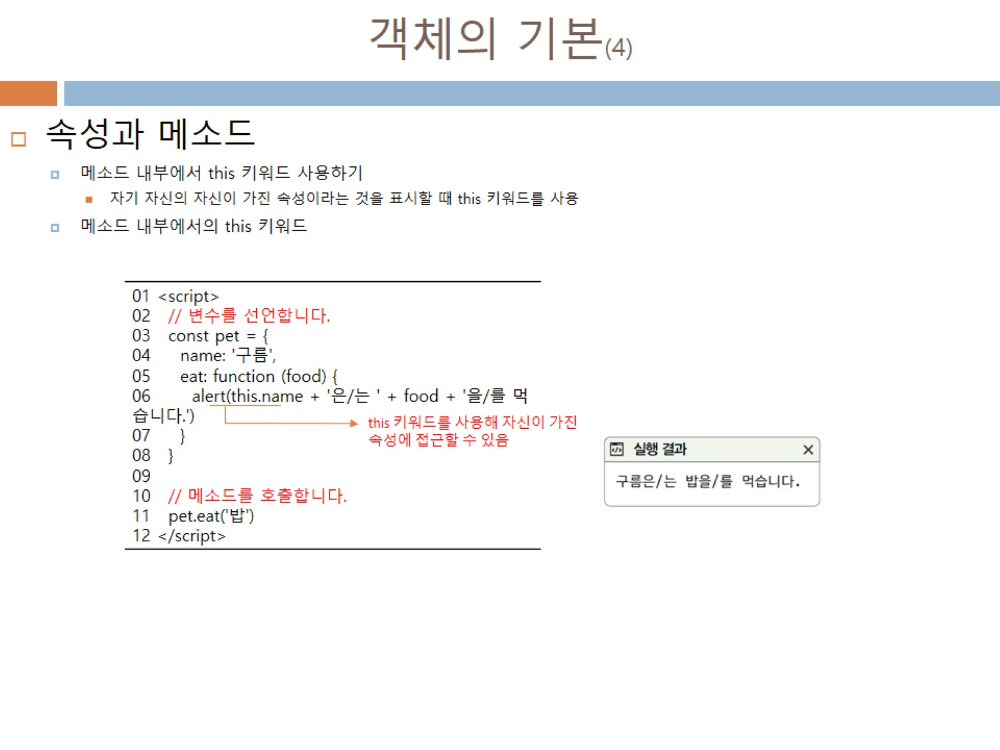 객체의 기본(4)
속성과 메소드
메소드 내부에서 this 키워드 사용하기
자기 자신의 자신이 가진 속성이라는 것을 표시할 때 this 키워드를 사용
메소드 내부에서의 this 키워드
01 <script>
02 // 변수를 선언합니다.
03 const pet = {
04 name: '구름',
05 eat: function (food) {
06 alert(this.name + '은/는 ' + food + '을/를 먹
습니다.')
this 키워드를 사용해 자신이 가진
속성에 접근할 수 있음
07 }
08 }
09
10 // 메소드를 호출합니다.
11 pet.eat('밥')
12 </script>
실행 결과
구름은/는 밥을/를 먹습니다.